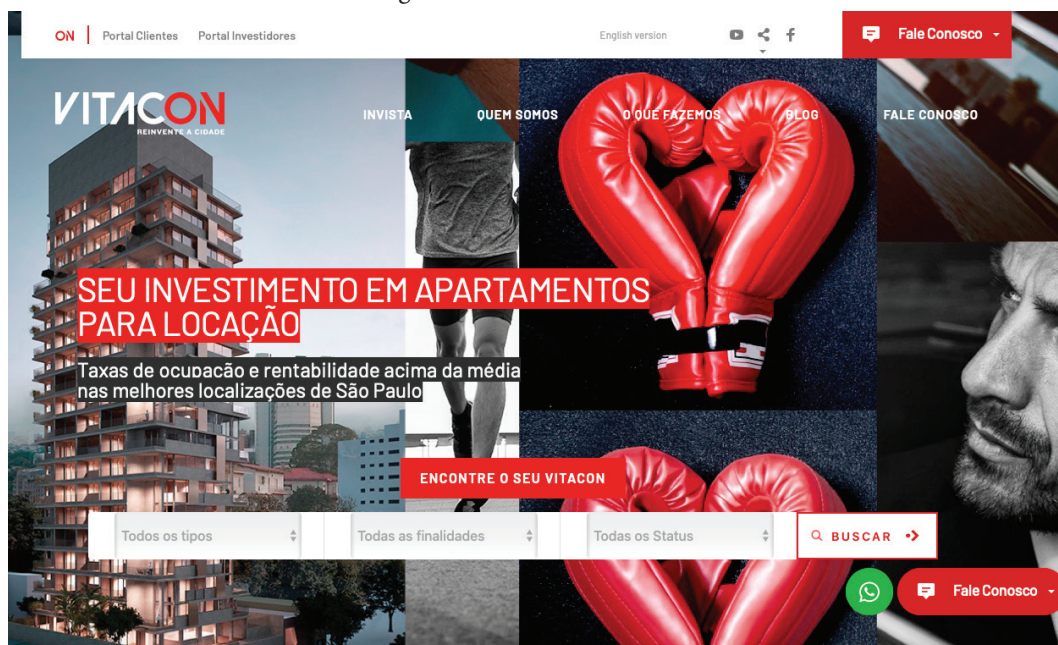 ON Portal Clientes Portal Investidores English version Fale Conosco
VITACON
REINVENTE A CIDADE
INVISTA QUEM SOMOS O QUE FAZEMOS BLOG FALE CONOSCO
SEU INVESTIMENTO EM APARTAMENTOS
PARA LOCAÇÃO
Taxas de ocupacão e rentabilidade acima da média
nas melhores localizações de São Paulo
ENCONTRE O SEU VITACON
Todos os tipos Todas as finalidades Todas os Status BUSCAR
Fale Conosco